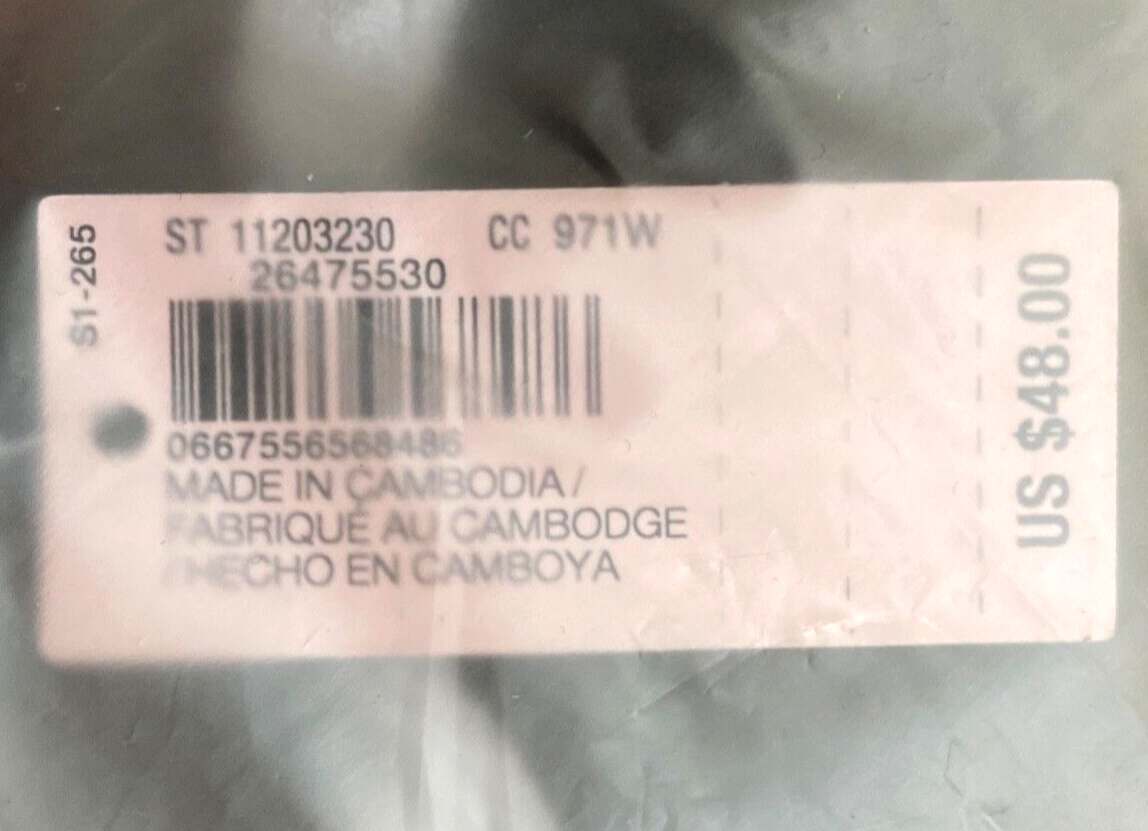 S1-265
ST 11203230 CC 971W
26475530
0667556568486
MADE IN CAMBODIA /
FABRIQUÉ AU CAMBODGE
/HECHO EN CAMBOYA
US $48.00